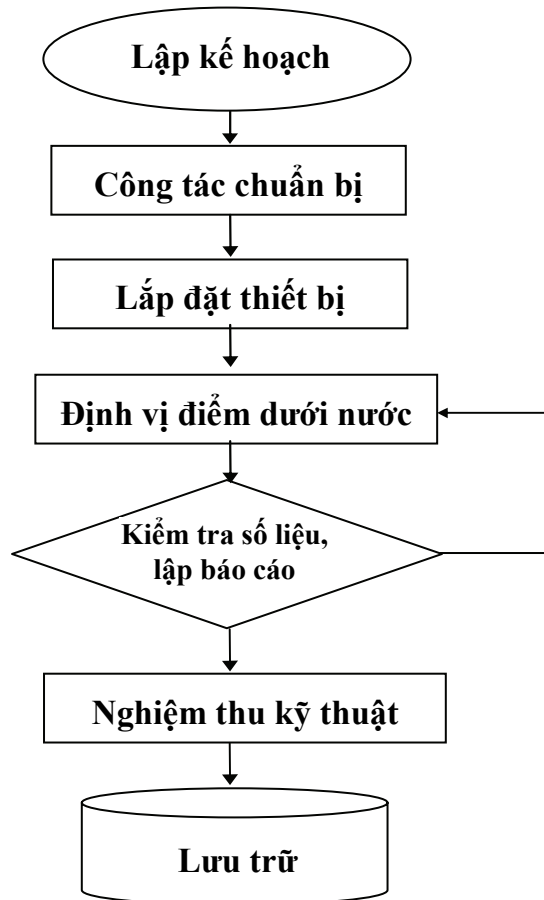 Lập kế hoạch
Công tác chuẩn bị
Lắp đặt thiết bị
Định vị điểm dưới nước
Kiểm tra số liệu,
lập báo cáo
Nghiệm thu kỹ thuật
Lưu trữ